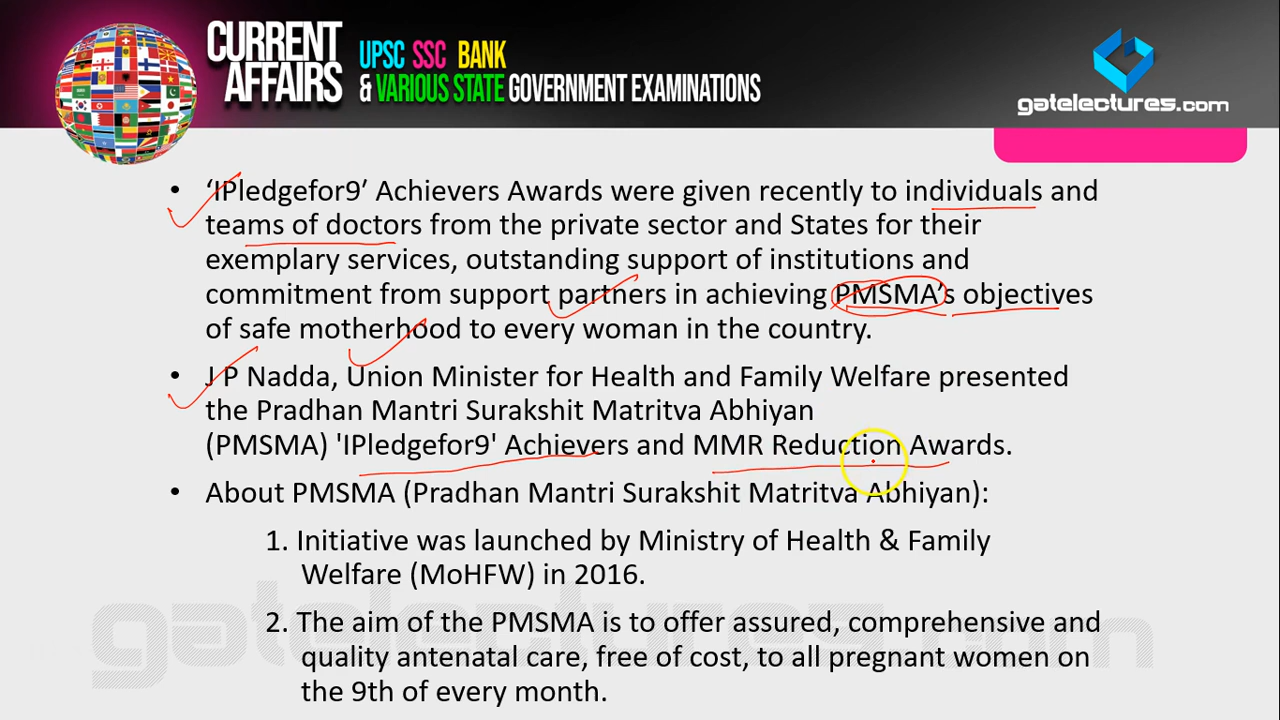 CURRENT
AFFAIRS
UPSC SSC BANK
& VARIOUS STATE GOVERNMENT EXAMINATIONS
gatelectures.com
• ‘IPledgefor9’ Achievers Awards were given recently to individuals and
teams of doctors from the private sector and States for their
exemplary services, outstanding support of institutions and
commitment from support partners in achieving PMSMA’s objectives
of safe motherhood to every woman in the country.
• J P Nadda, Union Minister for Health and Family Welfare presented
the Pradhan Mantri Surakshit Matritva Abhiyan
(PMSMA) 'IPledgefor9' Achievers and MMR Reduction Awards.
• About PMSMA (Pradhan Mantri Surakshit Matritva Abhiyan):
1. Initiative was launched by Ministry of Health & Family
Welfare (MoHFW) in 2016.
2. The aim of the PMSMA is to offer assured, comprehensive and
quality antenatal care, free of cost, to all pregnant women on
the 9th of every month.
gatelectures.com